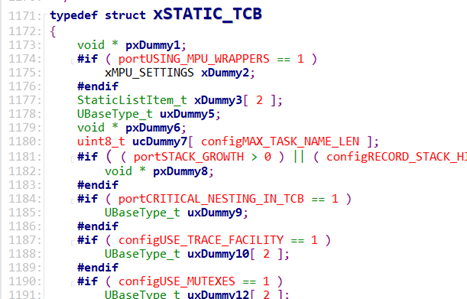 1171: typedef struct xSTATIC_TCB
1172: {
1173: void * pxDummy1;
1174: #if ( portUSING_MPU_WRAPPERS == 1 )
1175: xMPU_SETTINGS xDummy2;
1176: #endif
1177: StaticListItem_t xDummy3[ 2 ];
1178: UBaseType_t uxDummy5;
1179: void * pxDummy6;
1180: uint8_t ucDummy7[ configMAX_TASK_NAME_LEN ];
1181: #if ( ( portSTACK_GROWTH > 0 ) || ( configRECORD_STACK_HI
1182: void * pxDummy8;
1183: #endif
1184: #if ( portCRITICAL_NESTING_IN_TCB == 1 )
1185: UBaseType_t uxDummy9;
1186: #endif
1187: #if ( configUSE_TRACE_FACILITY == 1 )
1188: UBaseType_t uxDummy10[ 2 ];
1189: #endif
1190: #if ( configUSE_MUTEXES == 1 )
1191: UBaseType_t uxDummy12[ 2 ];